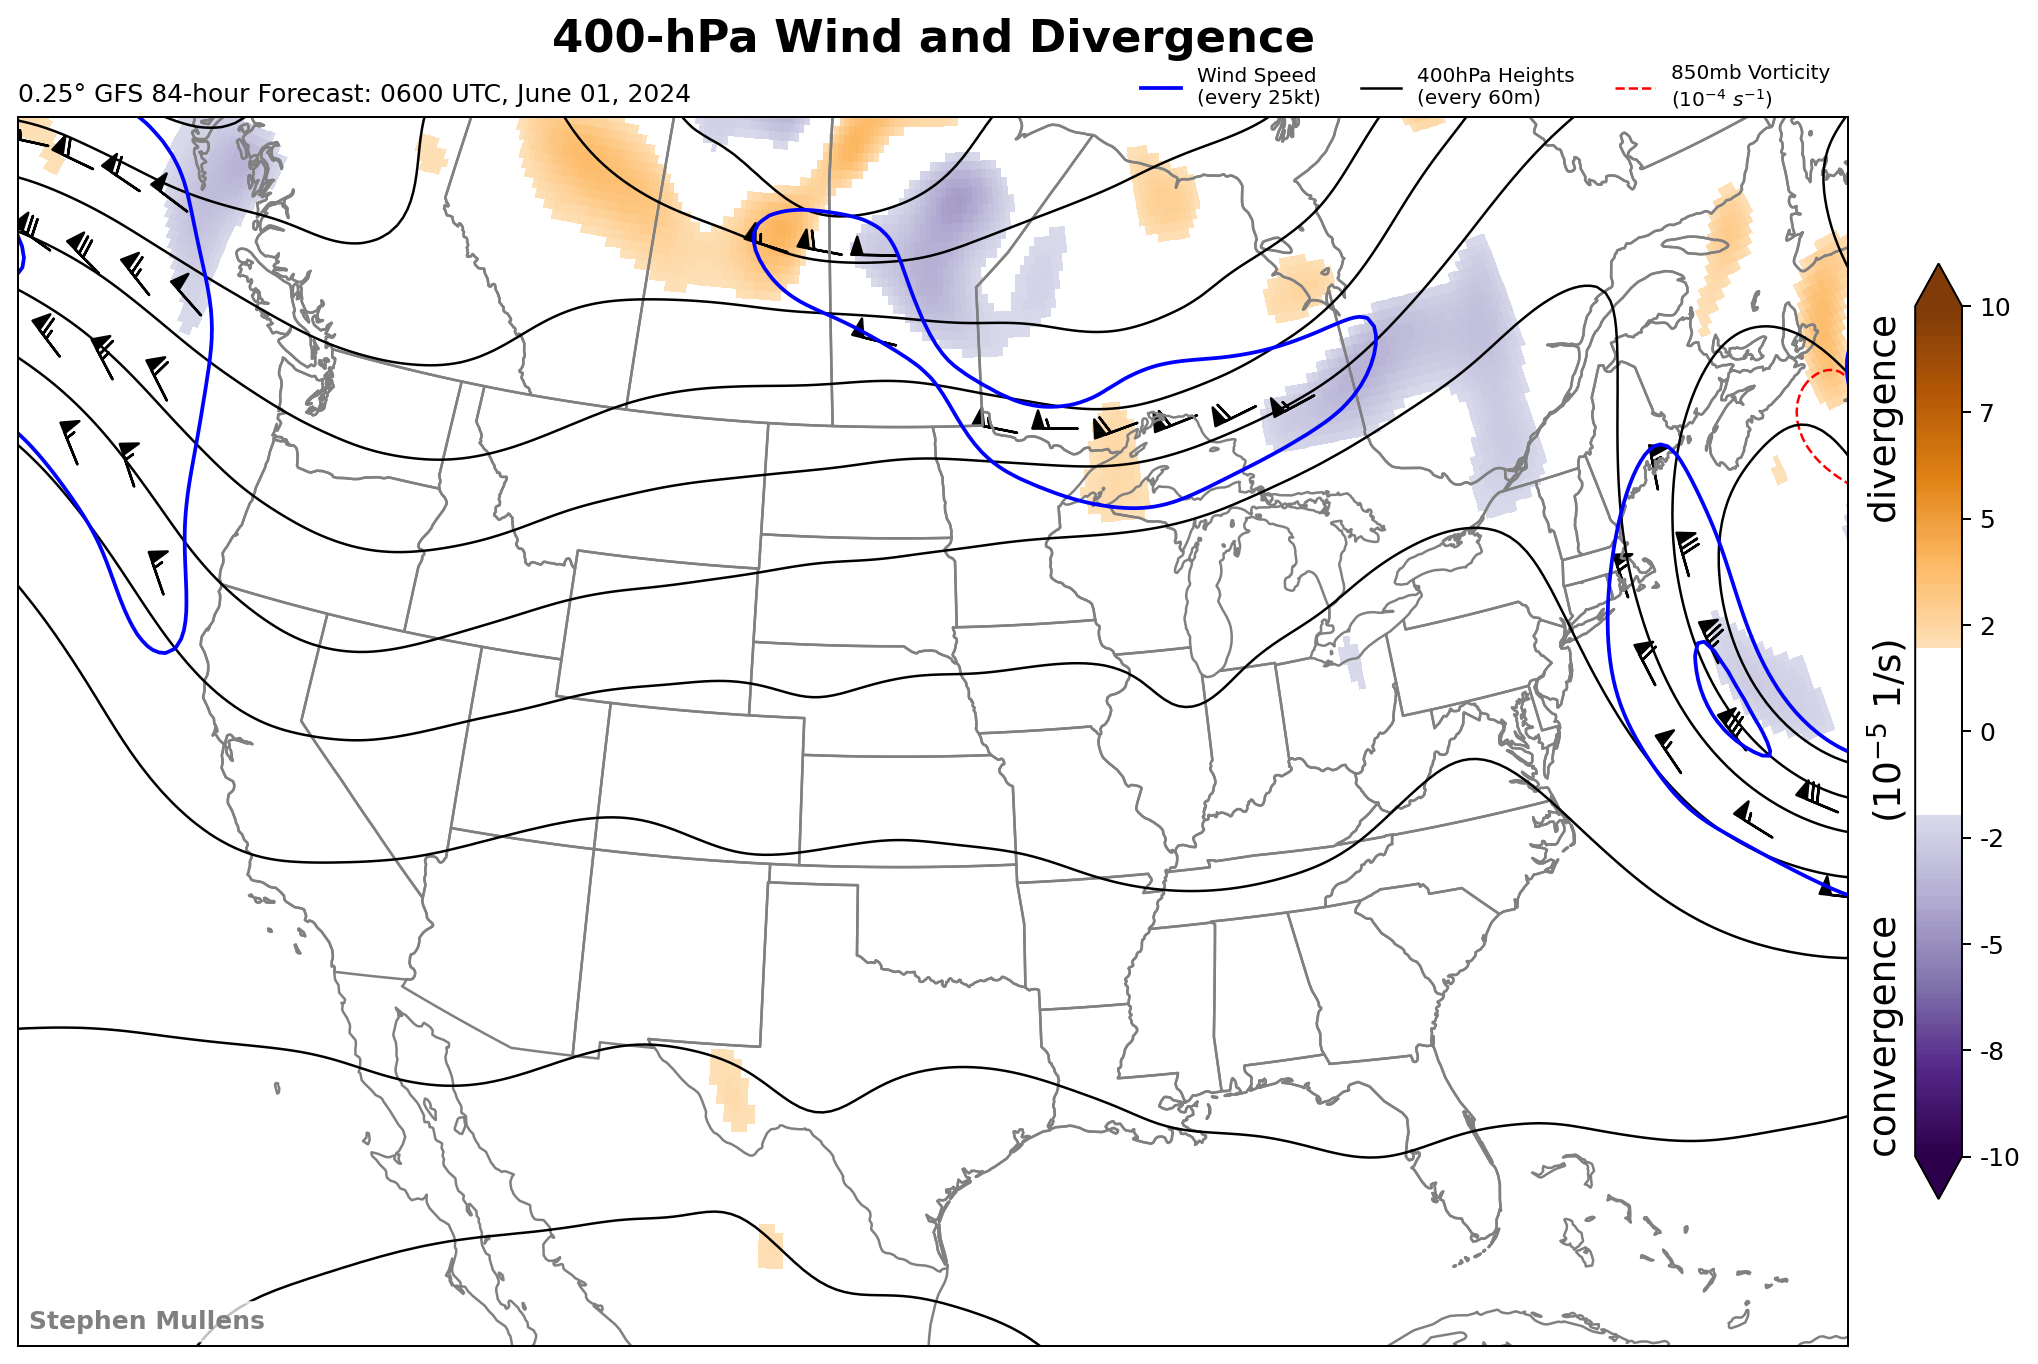 400-hPa Wind and Divergence
0.25° GFS 84-hour Forecast: 0600 UTC, June 01, 2024
Wind Speed
(every 25kt)
400hPa Heights
(every 60m)
850mb Vorticity
(10⁻⁴ s⁻¹)
10
7
5
2
0
-2
-5
-8
-10
convergence (10⁻⁵ 1/s) divergence
Stephen Mullens